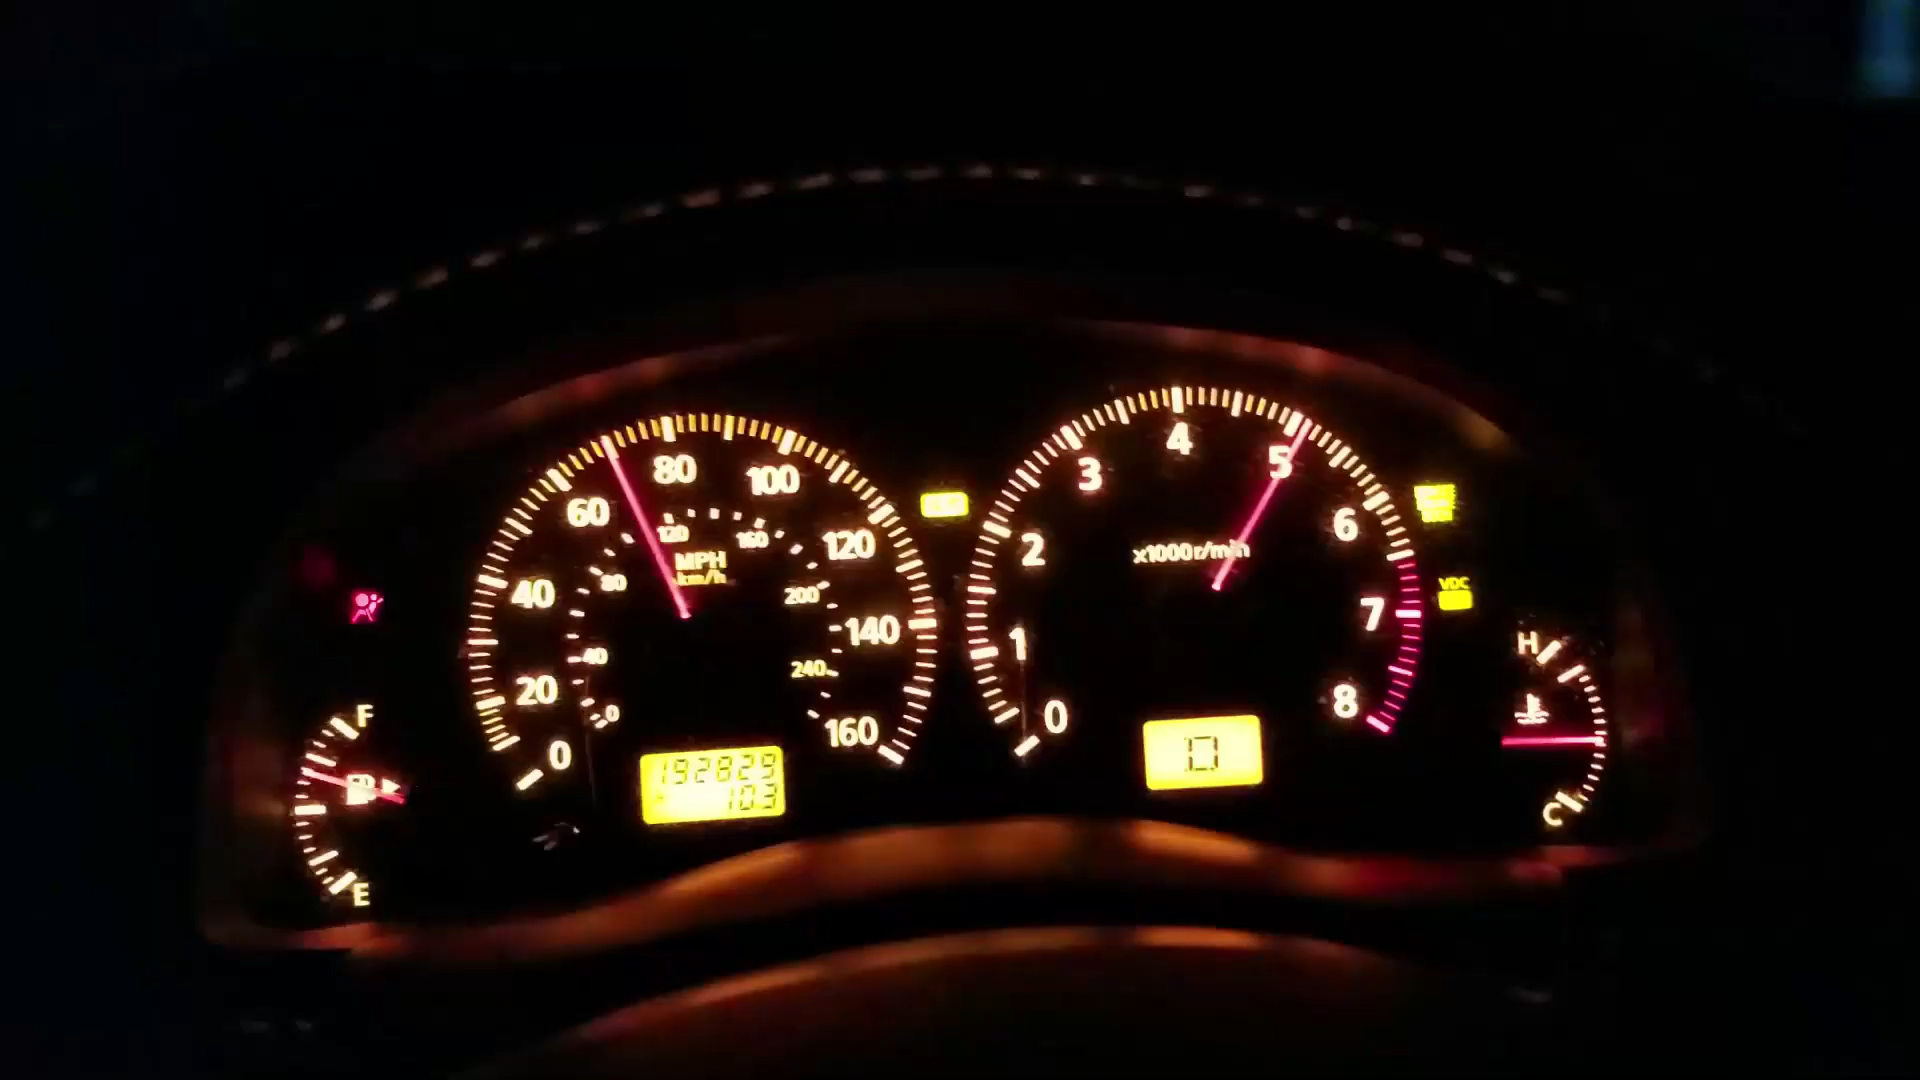 0 20 40 60 80 100 120 140 160
0 40 80 120 160 200 240
MPH
km/h
192829
103
0 1 2 3 4 5 6 7 8
x1000r/min
D
VDC
F
E
H
C